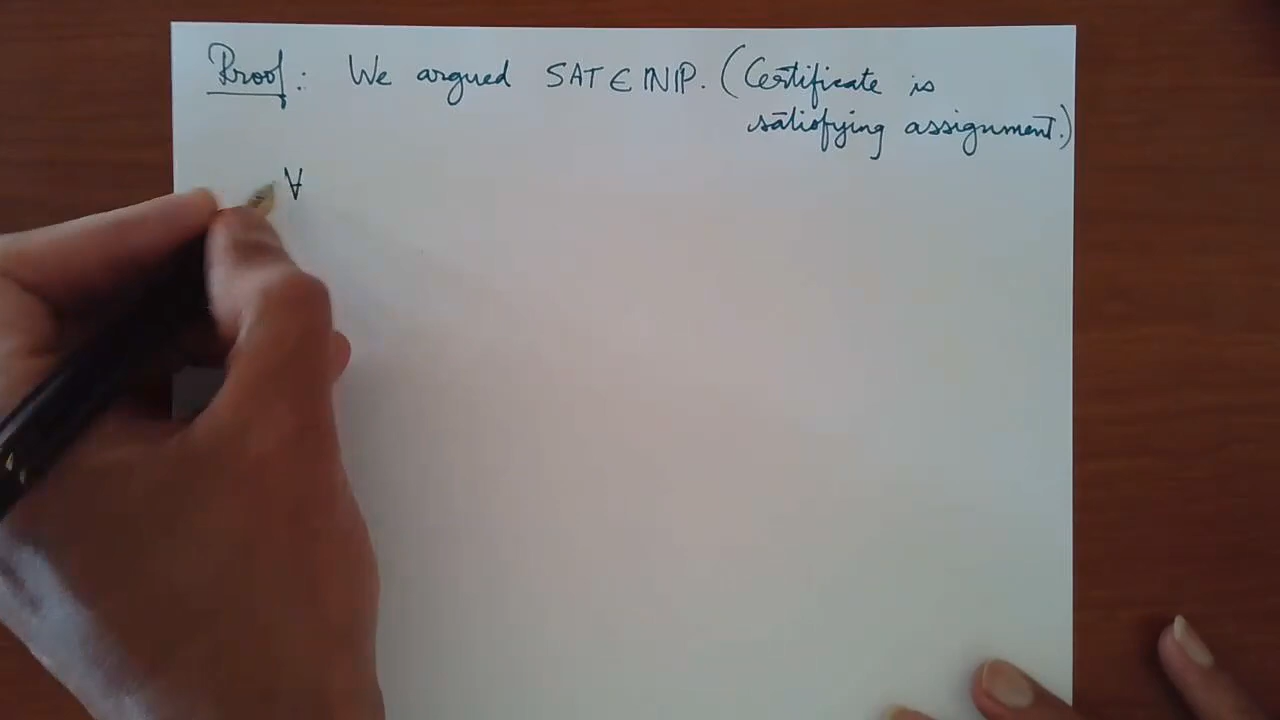 Proof: We argued SAT ∈ NP. (Certificate is
satisfying assignment.)
∀